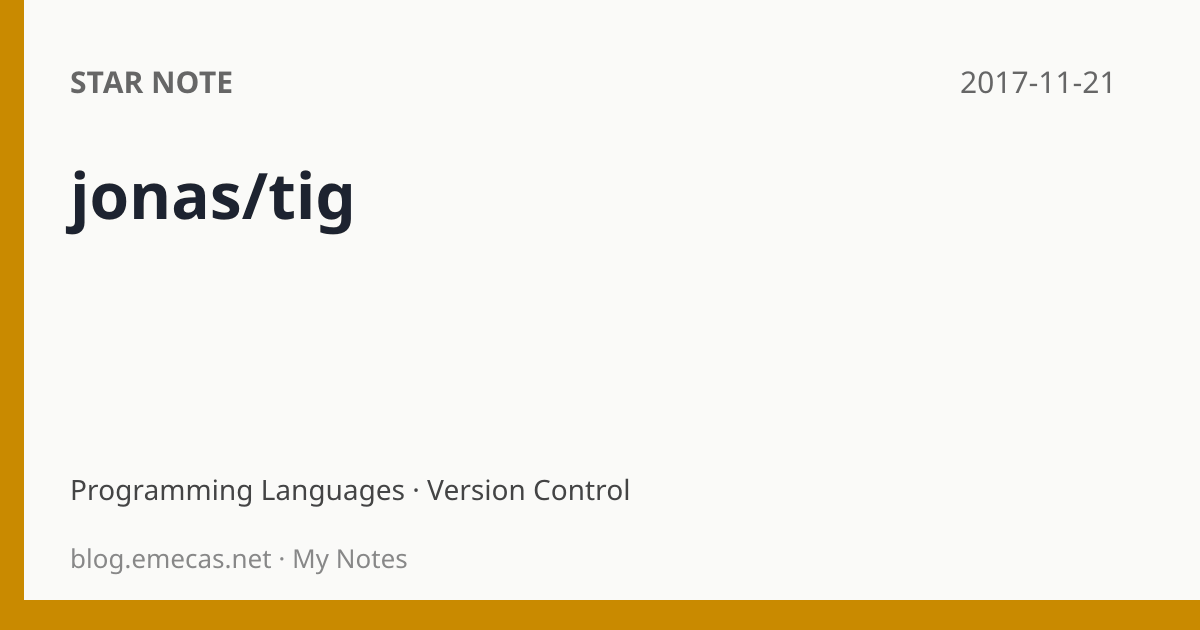 STAR NOTE
2017-11-21
jonas/tig
Programming Languages · Version Control
blog.emecas.net · My Notes